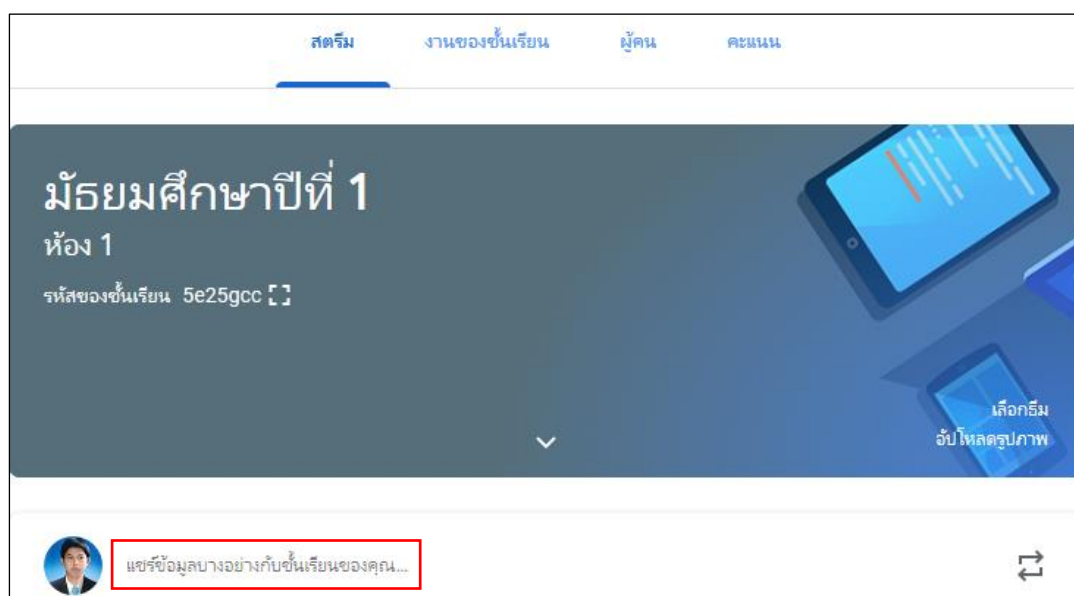 สตรีม งานของชั้นเรียน ผู้คน คะแนน
มัธยมศึกษาปีที่ 1
ห้อง 1
รหัสของชั้นเรียน 5e25gcc
เลือกธีม
อัปโหลดรูปภาพ
แชร์ข้อมูลบางอย่างกับชั้นเรียนของคุณ...